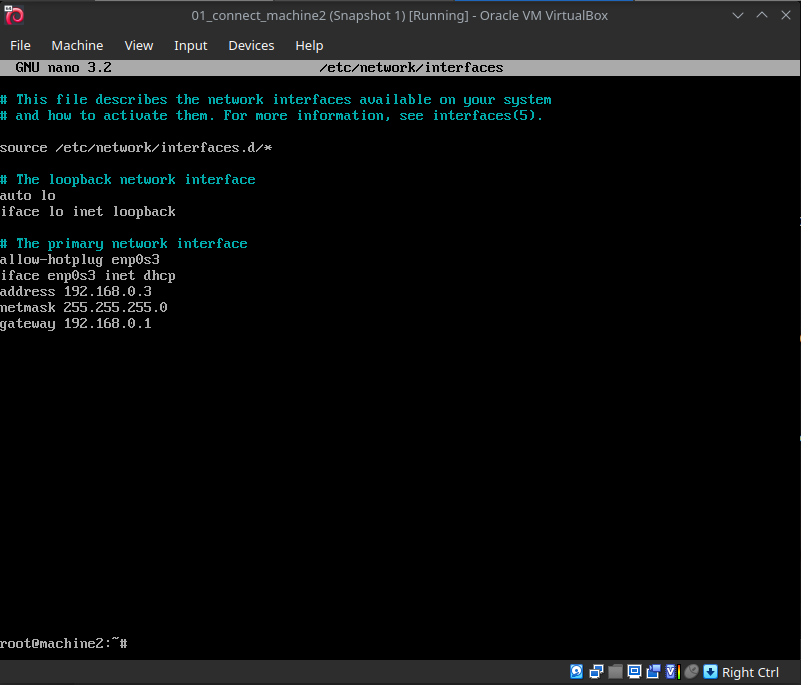 01_connect_machine2 (Snapshot 1) [Running] - Oracle VM VirtualBox
File Machine View Input Devices Help
GNU nano 3.2 /etc/network/interfaces
# This file describes the network interfaces available on your system
# and how to activate them. For more information, see interfaces(5).
source /etc/network/interfaces.d/*
# The loopback network interface
auto lo
iface lo inet loopback
# The primary network interface
allow-hotplug enp0s3
iface enp0s3 inet dhcp
address 192.168.0.3
netmask 255.255.255.0
gateway 192.168.0.1
root@machine2:~#
Right Ctrl